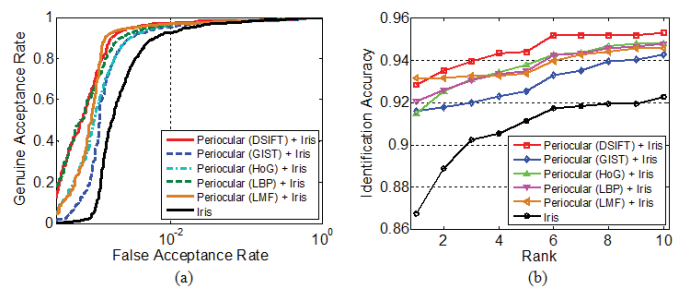 1
0.8
0.6
0.4
0.2
0
Genuine Acceptance Rate
Periocular (DSIFT) + Iris
Periocular (GIST) + Iris
Periocular (HoG) + Iris
Periocular (LBP) + Iris
Periocular (LMF) + Iris
Iris
10^-2
10^0
False Acceptance Rate
(a)
0.96
0.94
0.92
0.9
0.88
0.86
Identification Accuracy
Periocular (DSIFT) + Iris
Periocular (GIST) + Iris
Periocular (HoG) + Iris
Periocular (LBP) + Iris
Periocular (LMF) + Iris
Iris
2 4 6 8 10
Rank
(b)